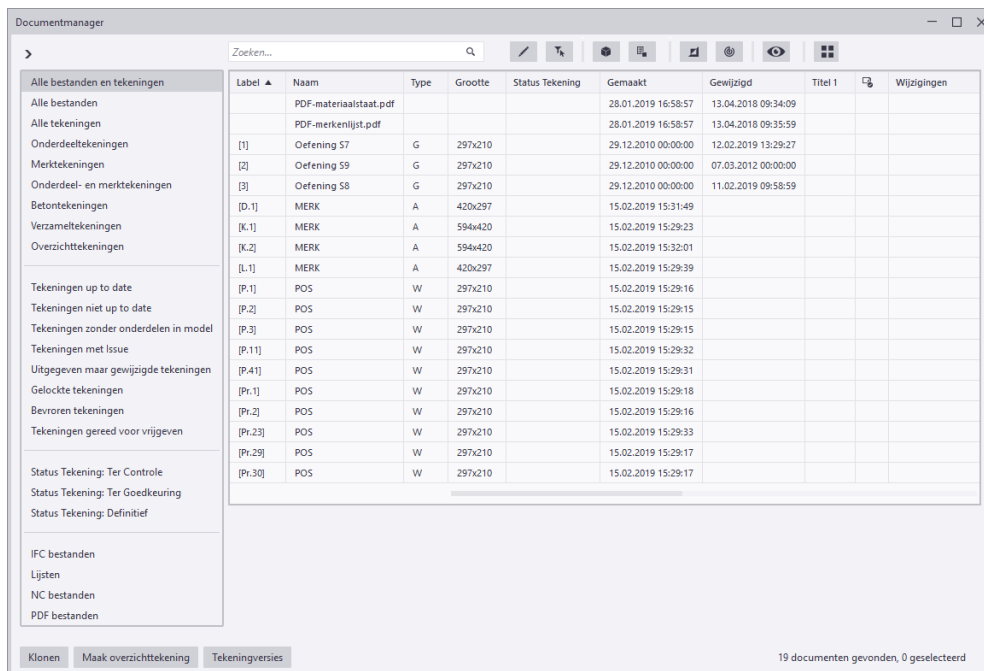 Documentmanager
Zoeken...
Alle bestanden en tekeningen
Alle bestanden
Alle tekeningen
Onderdeeltekeningen
Merktekeningen
Onderdeel- en merktekeningen
Betontekeningen
Verzameltekeningen
Overzichttekeningen
Tekeningen up to date
Tekeningen niet up to date
Tekeningen zonder onderdelen in model
Tekeningen met Issue
Uitgegeven maar gewijzigde tekeningen
Gelockte tekeningen
Bevroren tekeningen
Tekeningen gereed voor vrijgeven
Status Tekening: Ter Controle
Status Tekening: Ter Goedkeuring
Status Tekening: Definitief
IFC bestanden
Lijsten
NC bestanden
PDF bestanden
Label Naam Type Grootte Status Tekening Gemaakt Gewijzigd Titel 1 Wijzigingen
PDF-materiaalstaat.pdf 28.01.2019 16:58:57 13.04.2018 09:34:09
PDF-merkenlijst.pdf 28.01.2019 16:58:57 13.04.2018 09:35:59
[1] Oefening S7 G 297x210 29.12.2010 00:00:00 12.02.2019 13:29:27
[2] Oefening S9 G 297x210 29.12.2010 00:00:00 07.03.2012 00:00:00
[3] Oefening S8 G 297x210 29.12.2010 00:00:00 11.02.2019 09:58:59
[D.1] MERK A 420x297 15.02.2019 15:31:49
[K.1] MERK A 594x420 15.02.2019 15:29:23
[K.2] MERK A 594x420 15.02.2019 15:32:01
[L.1] MERK A 420x297 15.02.2019 15:29:39
[P.1] POS W 297x210 15.02.2019 15:29:16
[P.2] POS W 297x210 15.02.2019 15:29:15
[P.3] POS W 297x210 15.02.2019 15:29:15
[P.11] POS W 297x210 15.02.2019 15:29:32
[P.41] POS W 297x210 15.02.2019 15:29:31
[Pr.1] POS W 297x210 15.02.2019 15:29:18
[Pr.2] POS W 297x210 15.02.2019 15:29:16
[Pr.23] POS W 297x210 15.02.2019 15:29:33
[Pr.29] POS W 297x210 15.02.2019 15:29:17
[Pr.30] POS W 297x210 15.02.2019 15:29:17
Klonen Maak overzichttekening Tekeningversies 19 documenten gevonden, 0 geselecteerd